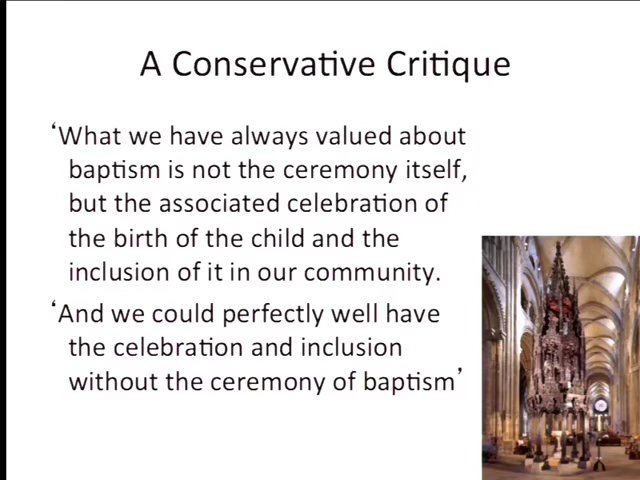 A Conservative Critique
‘What we have always valued about
baptism is not the ceremony itself,
but the associated celebration of
the birth of the child and the
inclusion of it in our community.
‘And we could perfectly well have
the celebration and inclusion
without the ceremony of baptism’